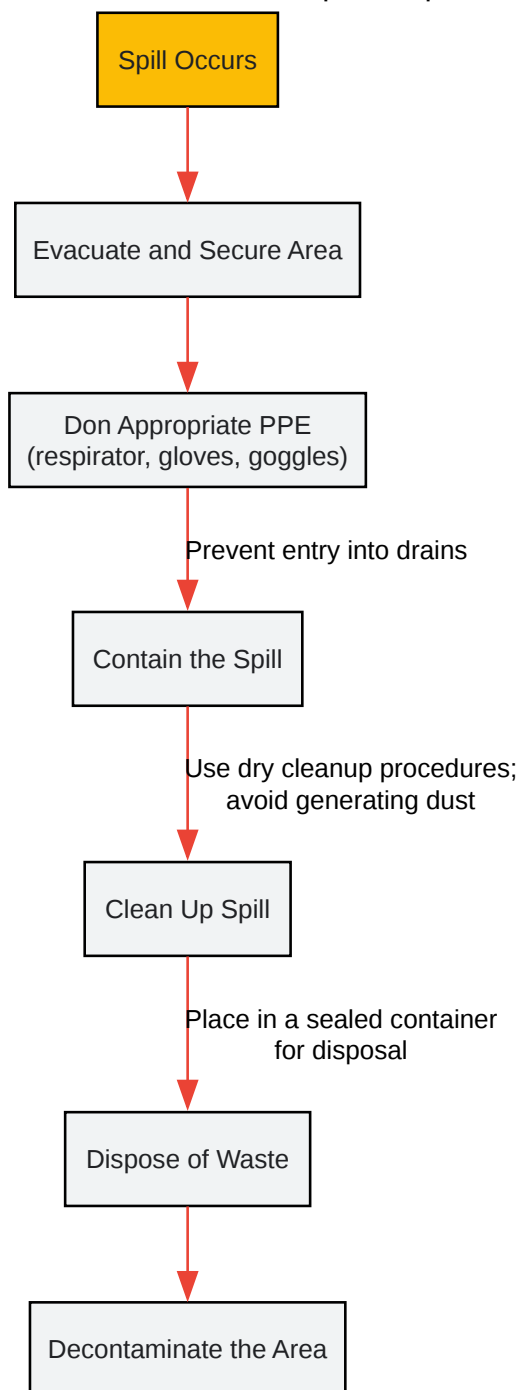 Spill Occurs
Evacuate and Secure Area
Don Appropriate PPE
(respirator, gloves, goggles)
Prevent entry into drains
Contain the Spill
Use dry cleanup procedures;
avoid generating dust
Clean Up Spill
Place in a sealed container
for disposal
Dispose of Waste
Decontaminate the Area